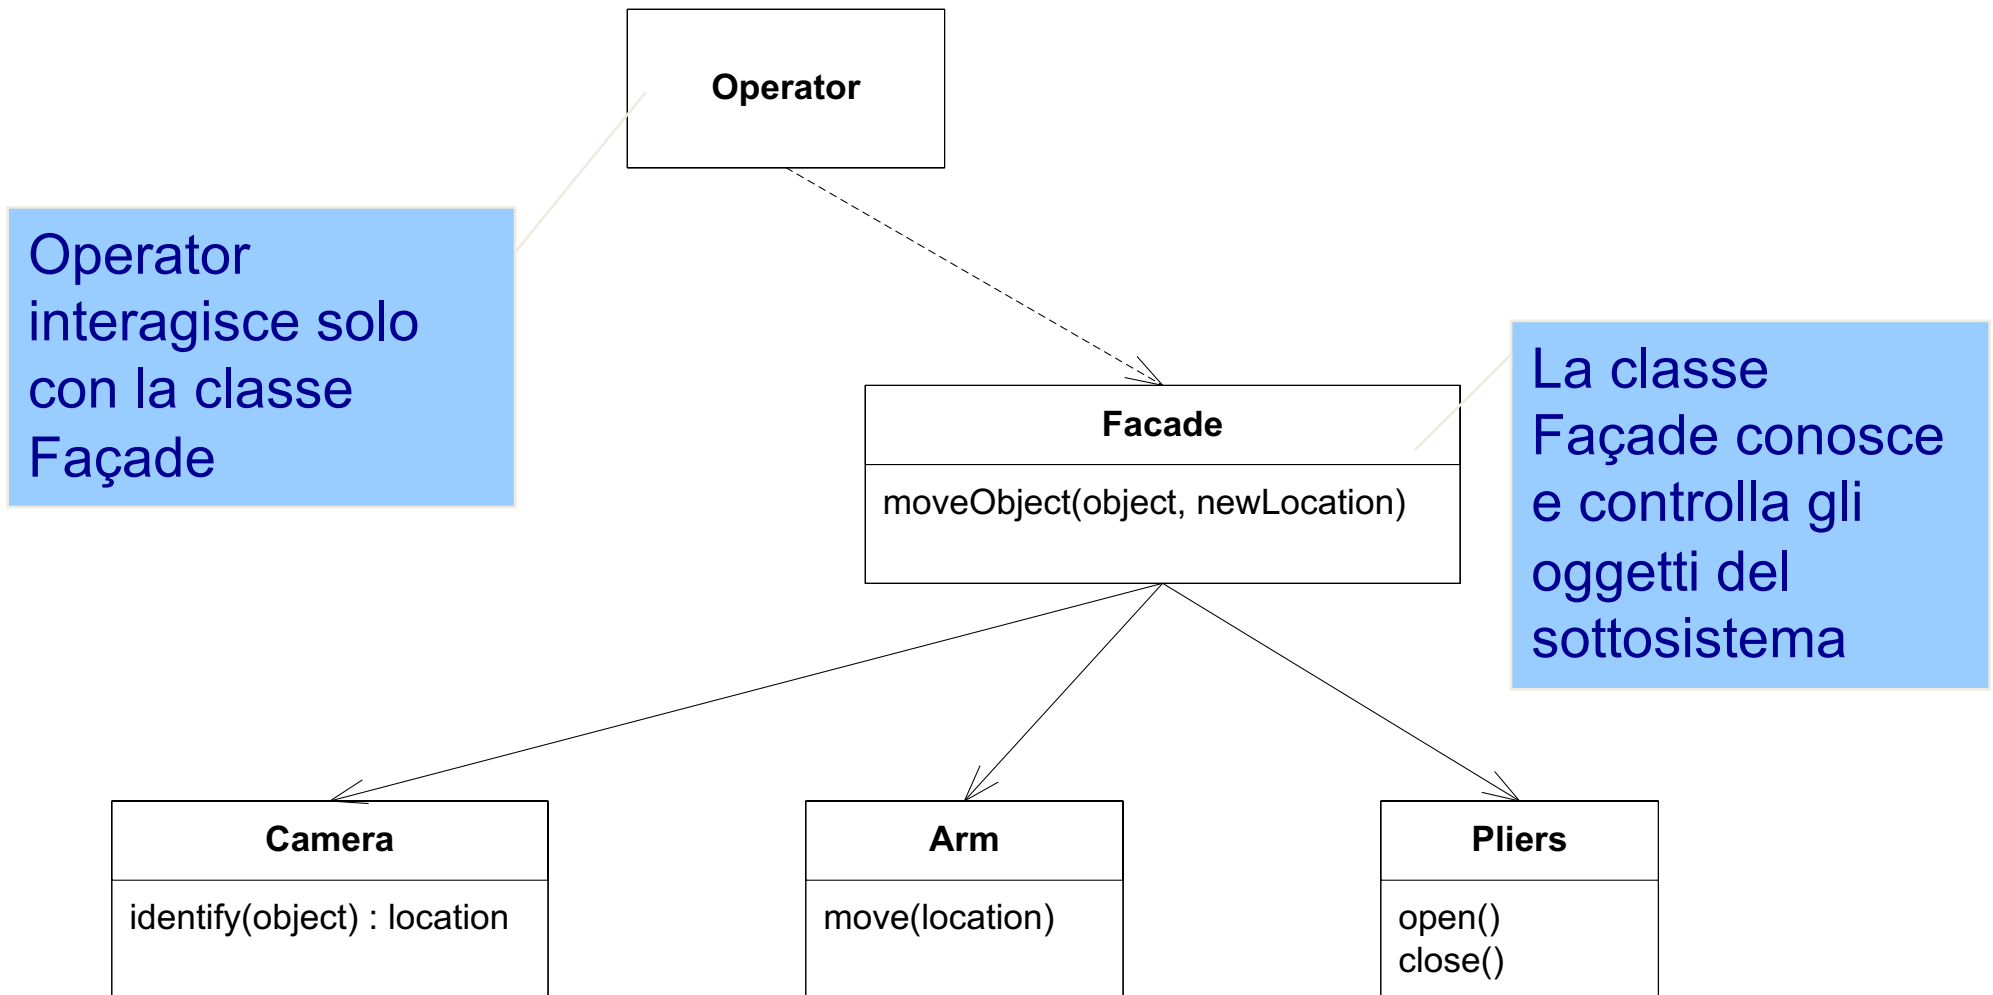 Operator
Operator
interagisce solo
con la classe
Façade
La classe
Façade conosce
e controlla gli
oggetti del
sottosistema
Facade
moveObject(object, newLocation)
Camera
identify(object) : location
Arm
move(location)
Pliers
open()
close()